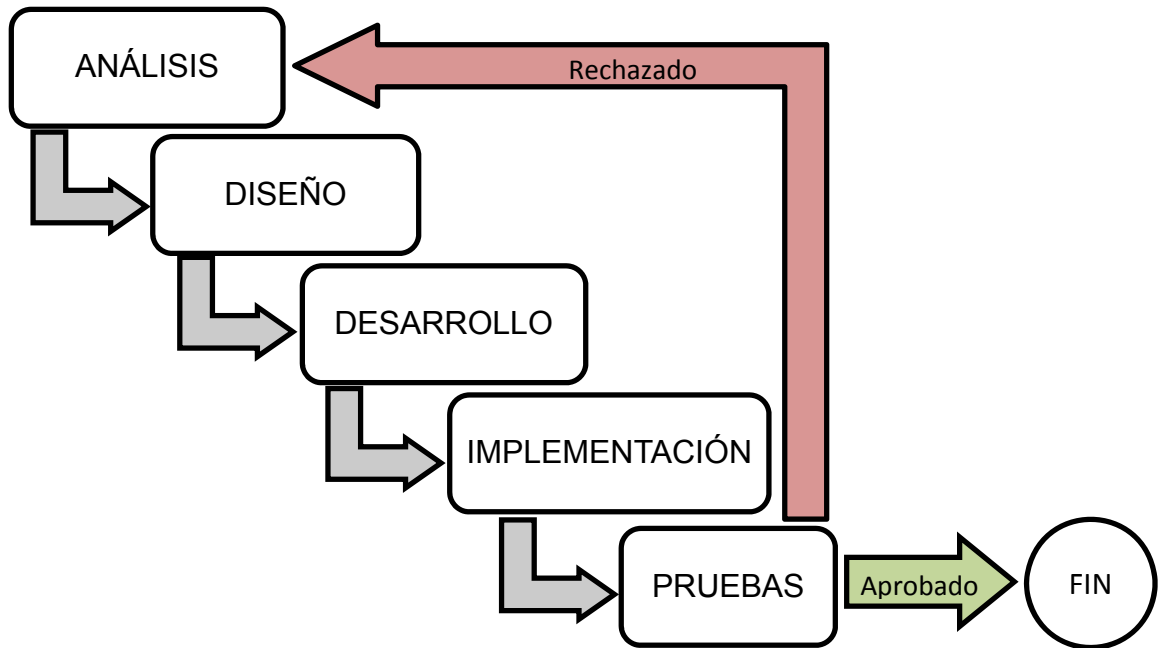 ANÁLISIS
Rechazado
DISEÑO
DESARROLLO
IMPLEMENTACIÓN
PRUEBAS
Aprobado
FIN